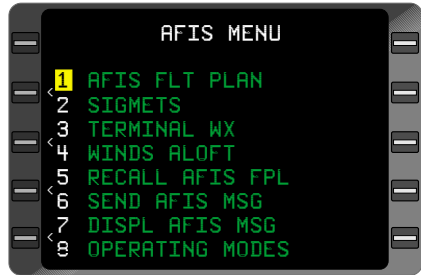 AFIS MENU
1 AFIS FLT PLAN
<
2 SIGMETS
3 TERMINAL WX
<
4 WINDS ALOFT
5 RECALL AFIS FPL
<
6 SEND AFIS MSG
7 DISPL AFIS MSG
<
8 OPERATING MODES